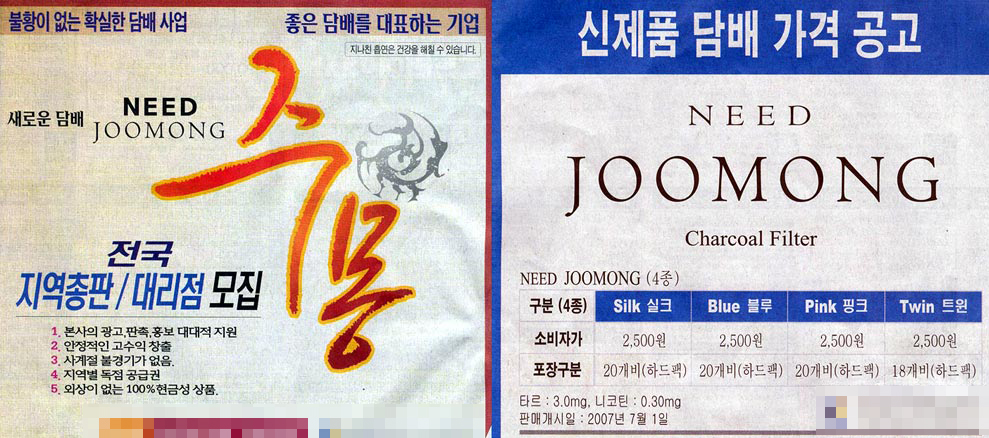 불황이 없는 확실한 담배 사업
좋은 담배를 대표하는 기업
지나친 흡연은 건강을 해칠 수 있습니다.
새로운 담배
NEED
JOOMONG
주몽
전국
지역총판/대리점 모집
1. 본사의 광고,판촉,홍보 대대적 지원
2. 안정적인 고수익 창출
3. 사계절 불경기가 없음.
4. 지역별 독점 공급권
5. 외상이 없는 100%현금성 상품.
신제품 담배 가격 공고
NEED
JOOMONG
Charcoal Filter
NEED JOOMONG (4종)
구분 (4종) Silk 실크 Blue 블루 Pink 핑크 Twin 트윈
소비자가 2,500원 2,500원 2,500원 2,500원
포장구분 20개비(하드팩) 20개비(하드팩) 20개비(하드팩) 18개비(하드팩)
타르 : 3.0mg, 니코틴 : 0.30mg
판매개시일 : 2007년 7월 1일